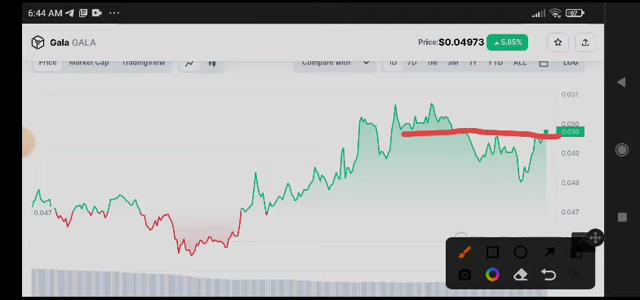 6:44 AM
67
Gala GALA
Price:$0.04973
5.85%
Price Market Cap TradingView
Compare with
1D 7D 1M 3M 1Y YTD ALL LOG
0.051
0.050
0.050
0.049
0.048
0.047
0.047